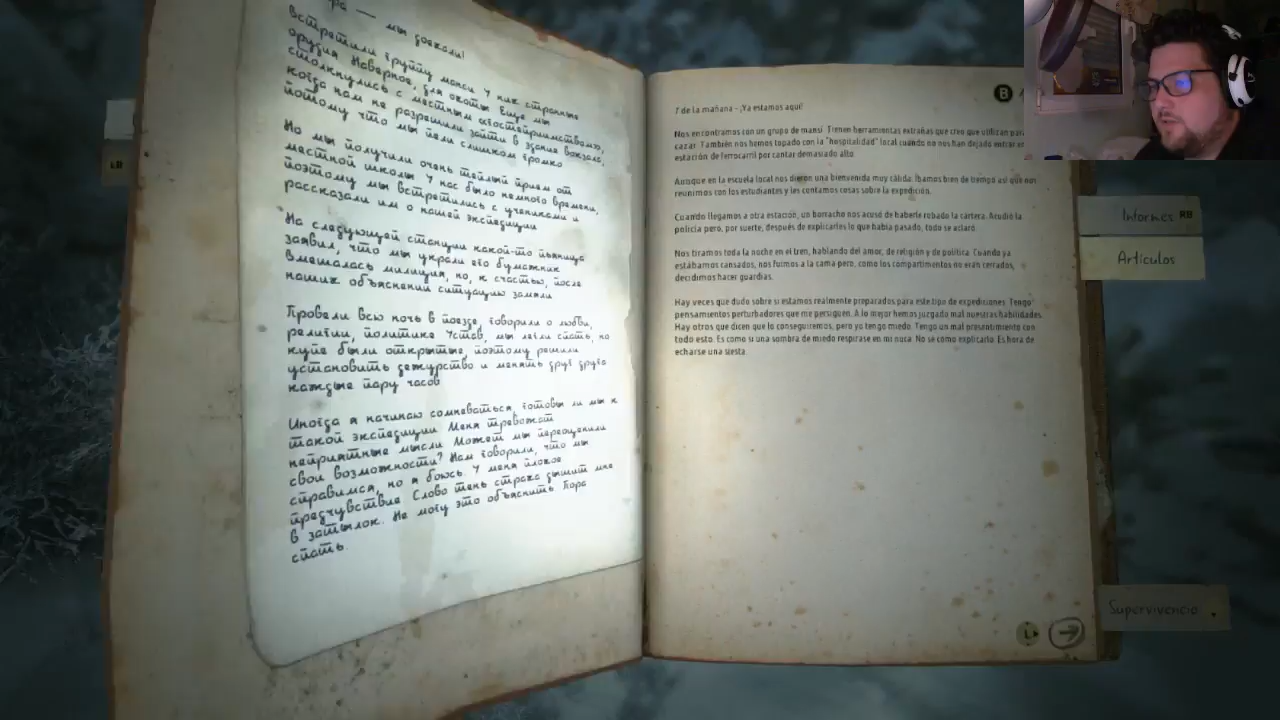 мы доехали!
встретили группу манси У них странные
орудия Наверное, для охоты Еще мы
столкнулись с местным «гостеприимством»,
когда нам не разрешили зайти в здание вокзала,
потому что мы пели слишком громко
Но мы получили очень теплый прием от
местной школы У нас было немного времени,
поэтому мы встретились с учениками и
рассказали им о нашей экспедиции
На следующей станции какой-то пьяница
заявил, что мы украли его бумажник
Вмешалась милиция, но, к счастью, после
наших объяснений ситуацию замяли
Провели всю ночь в поезде, говорили о любви,
религии, политике Устав, мы легли спать, но
купе были открытые, поэтому решили
установить дежурство и менять друг друга
каждые пару часов
Иногда я начинаю сомневаться, готовы ли мы к
такой экспедиции Меня тревожат
неприятные мысли Может мы переоценили
свои возможности? Нам говорили, что мы
справимся, но я боюсь. У меня плохое
предчувствие Слово тень страха дышит мне
в затылок. Не могу это объяснить Пора
спать.
LB
7 de la mañana - ¡Ya estamos aquí!
Nos encontramos con un grupo de mansi. Tienen herramientas extrañas que creo que utilizan para
cazar. También nos hemos topado con la "hospitalidad" local cuando no nos han dejado entrar en
estación de ferrocarril por cantar demasiado alto.
Aunque en la escuela local nos dieron una bienvenida muy cálida. Íbamos bien de tiempo así que nos
reunimos con los estudiantes y les contamos cosas sobre la expedición.
Cuando llegamos a otra estación, un borracho nos acusó de haberle robado la cartera. Acudió la
policía pero, por suerte, después de explicarles lo que había pasado, todo se aclaró.
Nos tiramos toda la noche en el tren, hablando del amor, de religión y de política. Cuando ya
estábamos cansados, nos fuimos a la cama pero, como los compartimentos no eran cerrados,
decidimos hacer guardias.
Hay veces que dudo sobre si estamos realmente preparados para este tipo de expediciones. Tengo
pensamientos perturbadores que me persiguen. A lo mejor hemos juzgado mal nuestras habilidades.
Hay otros que dicen que lo conseguiremos, pero yo tengo miedo. Tengo un mal presentimiento con
todo esto. Es como si una sombra de miedo respirase en mi nuca. No sé cómo explicarlo. Es hora de
echarse una siesta.
B
Informes RB
Artículos
Supervivencia
L